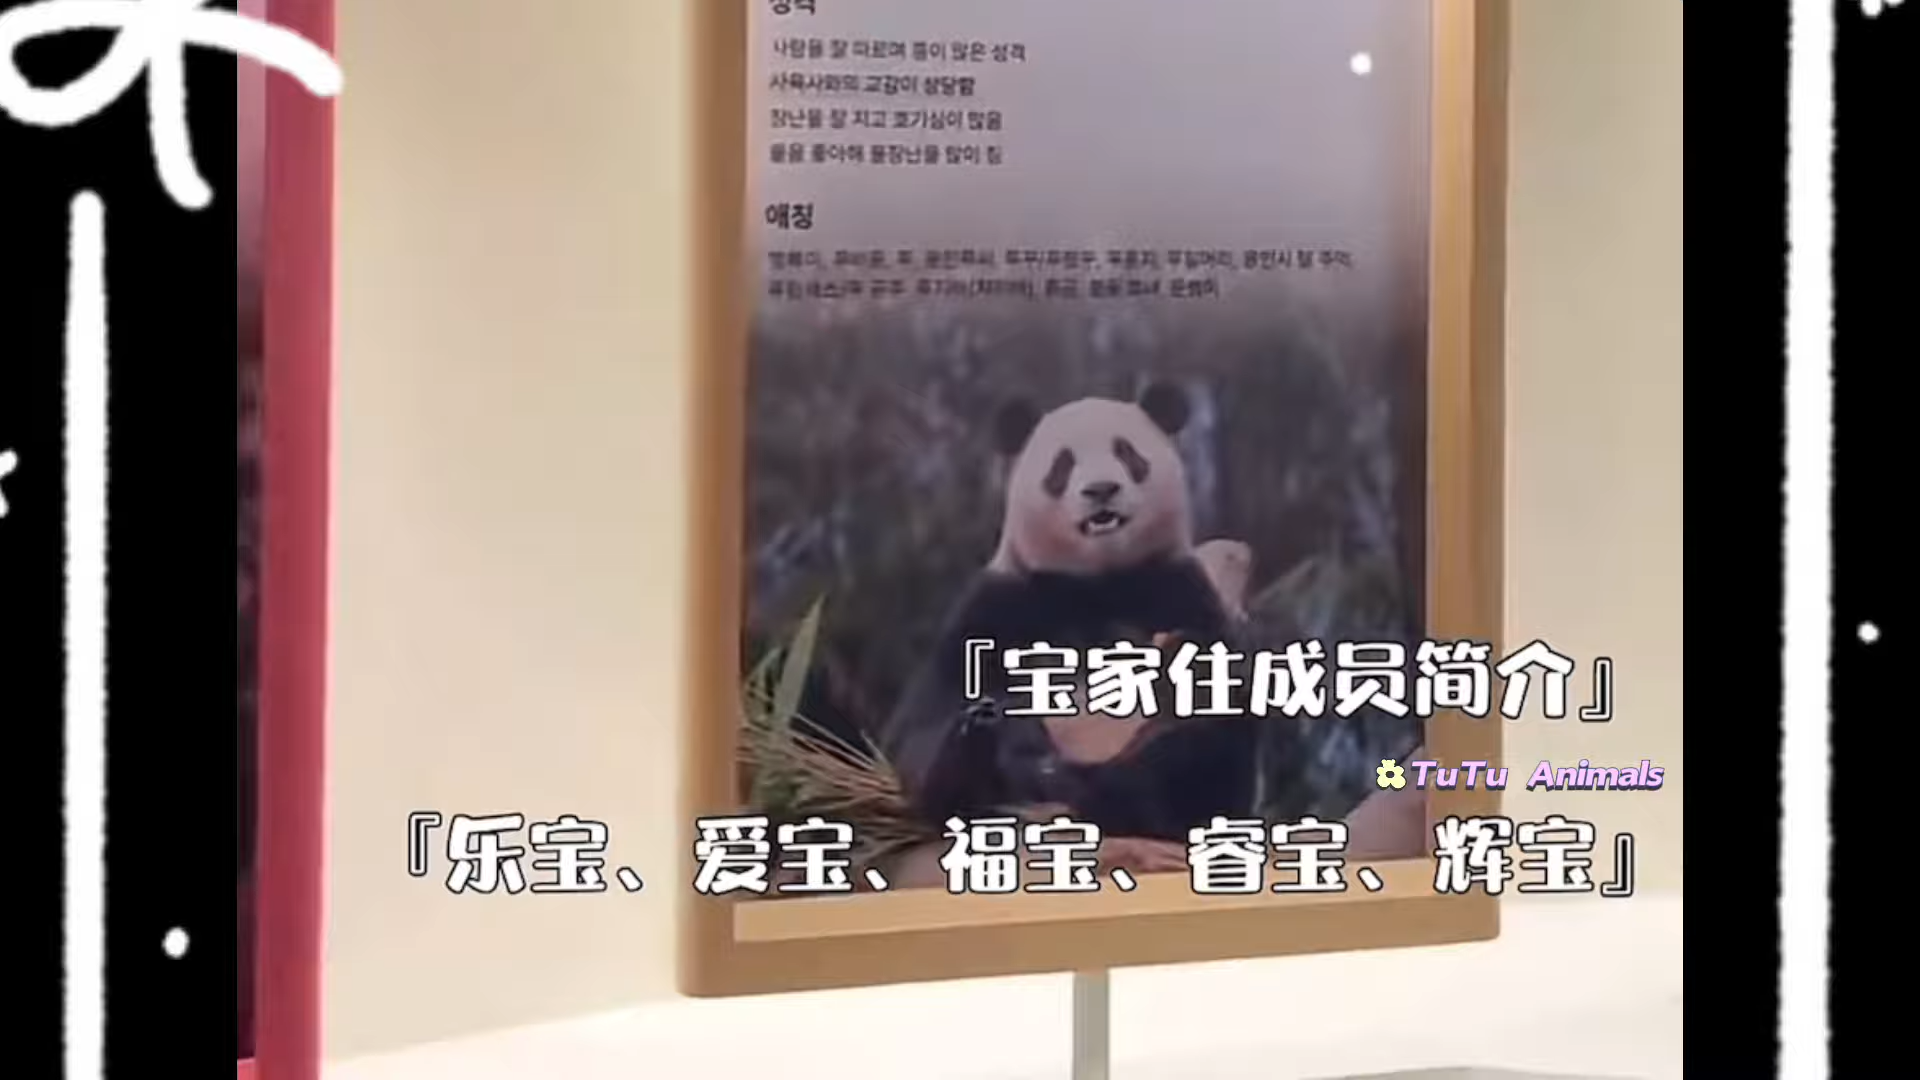 성격
사람을 잘 따르며 흥이 많은 성격
사육사와의 교감이 상당함
장난을 잘 치고 호기심이 많음
물을 좋아해 물장난을 많이 침
애칭
『宝家住成员简介』
TuTu Animals
『乐宝、爱宝、福宝、睿宝、辉宝』